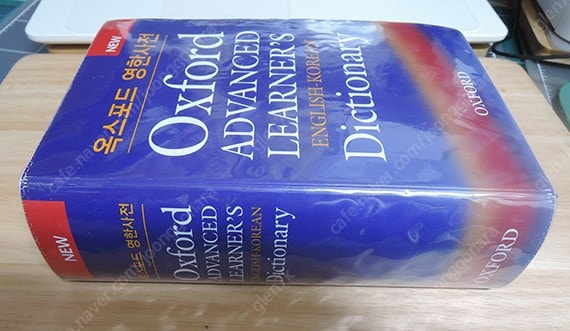 NEW
옥스포드 영한사전
Oxford
ADVANCED
LEARNER'S
ENGLISH-KOREAN
Dictionary
OXFORD
NEW
옥스포드 영한사전
Oxford
ADVANCED
LEARNER'S
ENGLISH-KOREAN
Dictionary
OXFORD